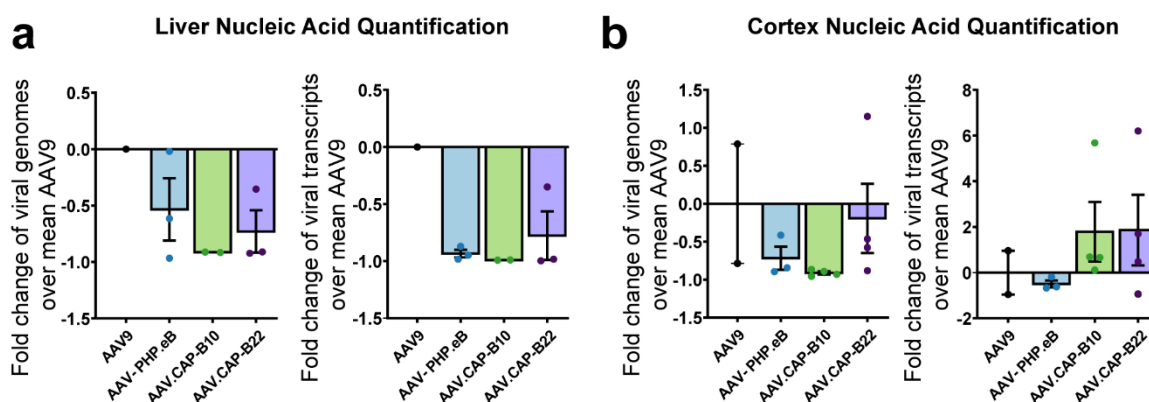 a
Liver Nucleic Acid Quantification
Fold change of viral genomes
over mean AAV9
0.5
0.0
-0.5
-1.0
-1.5
AAV9
AAV- PHP.eB
AAV.CAP-B10
AAV.CAP-B22
Fold change of viral transcripts
over mean AAV9
0.5
0.0
-0.5
-1.0
-1.5
AAV9
AAV- PHP.eB
AAV.CAP-B10
AAV.CAP-B22
b
Cortex Nucleic Acid Quantification
Fold change of viral genomes
over mean AAV9
1.5
1.0
0.5
0.0
-0.5
-1.0
-1.5
AAV9
AAV- PHP.eB
AAV.CAP-B10
AAV.CAP-B22
Fold change of viral transcripts
over mean AAV9
8
6
4
2
0
-2
AAV9
AAV- PHP.eB
AAV.CAP-B10
AAV.CAP-B22